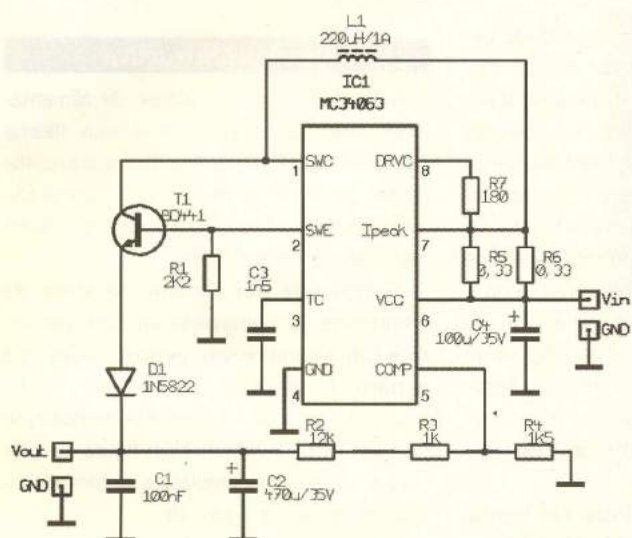 L1
220uH/1A
IC1
MC34063
SWC
1
DRVC
8
R7
180
T1
BD441
SWE
2
Ipeak
7
R1
2K2
C3
1n5
R5
0,33
R6
0,33
TC
3
VCC
6
Vin
C4
100u/35V
GND
D1
1N5822
GND
4
COMP
5
R2
12k
R3
1k
R4
1k5
Vout
GND
C1
100nF
C2
470u/35V
+
+